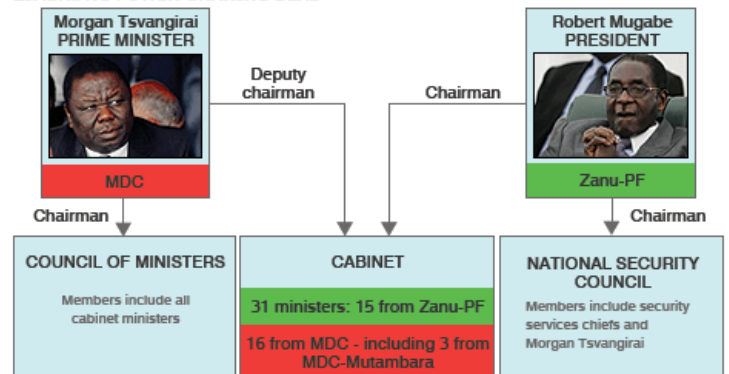 Morgan Tsvangirai
PRIME MINISTER
MDC
Robert Mugabe
PRESIDENT
Zanu-PF
Deputy
chairman
Chairman
Chairman
Chairman
COUNCIL OF MINISTERS
Members include all
cabinet ministers
CABINET
31 ministers: 15 from Zanu-PF
16 from MDC - including 3 from
MDC-Mutambara
NATIONAL SECURITY
COUNCIL
Members include security
services chiefs and
Morgan Tsvangirai